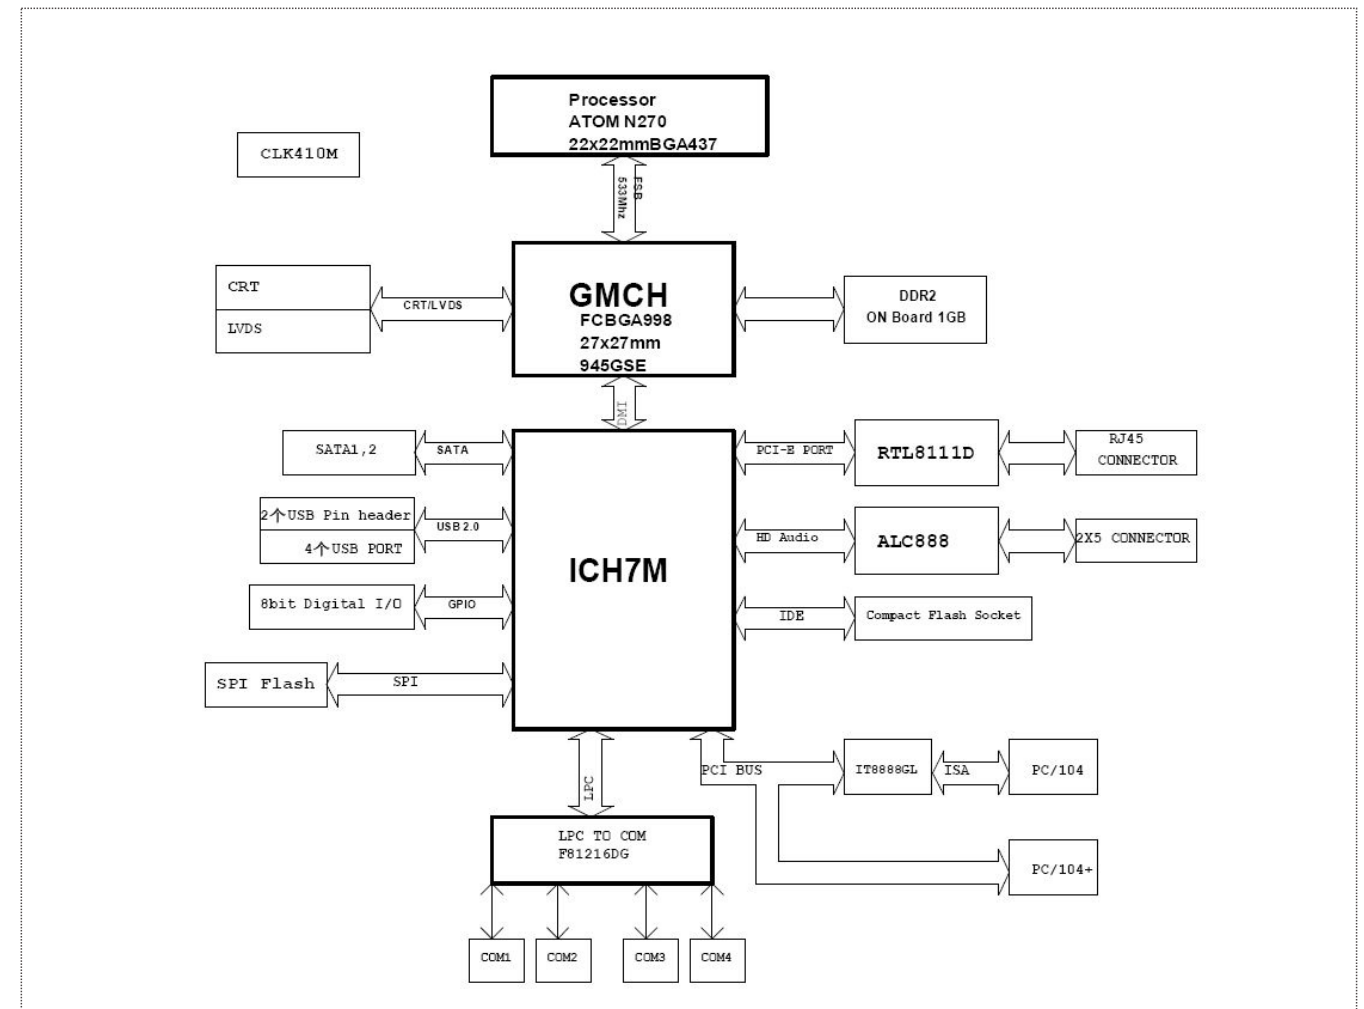 Processor
ATOM N270
22x22mmBGA437
CLK410M
FSB
533Mhz
CRT
LVDS
CRT/LVDS
GMCH
FCBGA998
27x27mm
945GSE
DDR2
ON Board 1GB
DMI
SATA1,2
SATA
PCI-E PORT
RTL8111D
RJ45
CONNECTOR
2个USB Pin header
4个USB PORT
USB 2.0
ICH7M
HD Audio
ALC888
2X5 CONNECTOR
8bit Digital I/O
GPIO
IDE
Compact Flash Socket
SPI Flash
SPI
LPC
PCI BUS
IT8888GL
ISA
PC/104
LPC TO COM
F81216DG
PC/104+
COM1
COM2
COM3
COM4